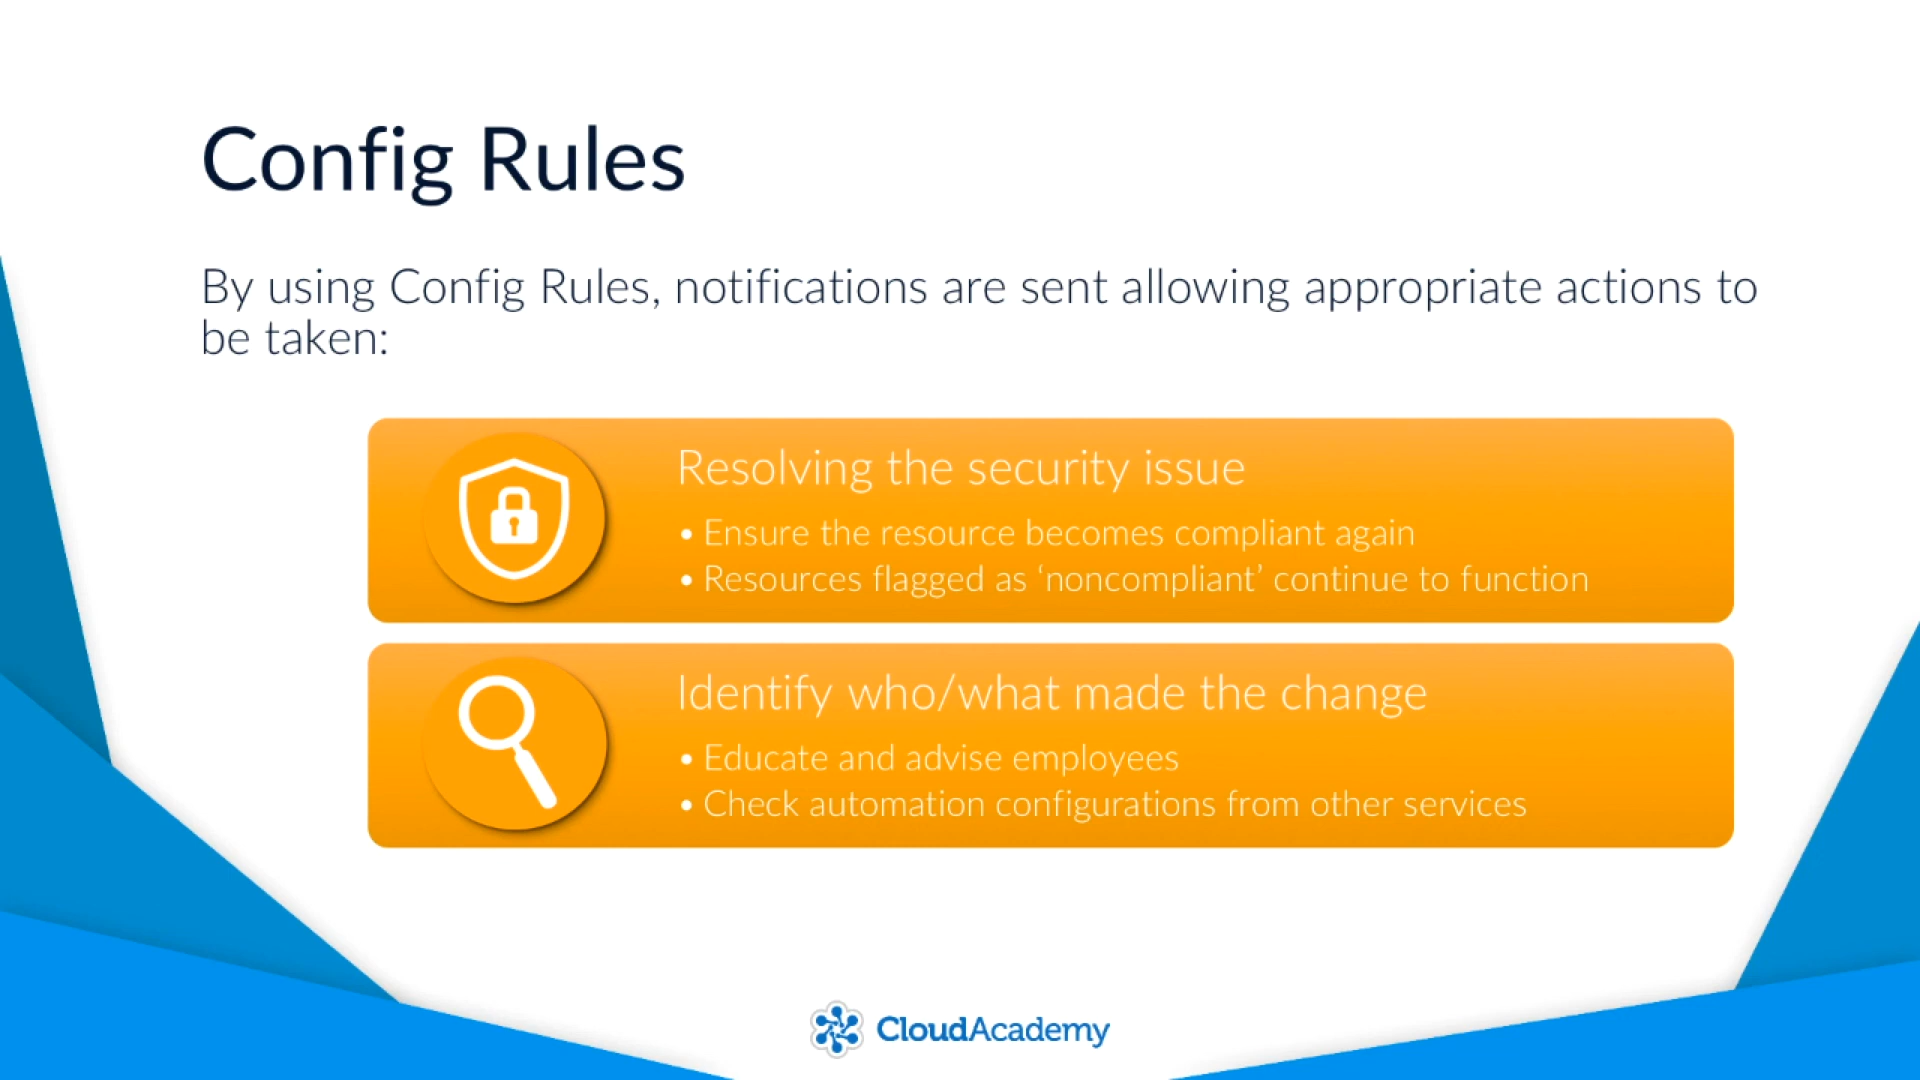 Config Rules
By using Config Rules, notifications are sent allowing appropriate actions to
be taken:
Resolving the security issue
• Ensure the resource becomes compliant again
• Resources flagged as ‘noncompliant’ continue to function
Identify who/what made the change
• Educate and advise employees
• Check automation configurations from other services
CloudAcademy